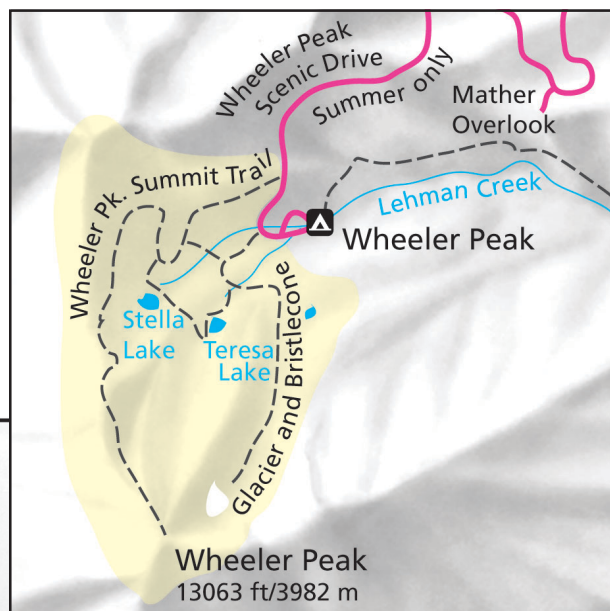 Wheeler Peak
Scenic Drive
Summer only
Mather
Overlook
Wheeler Pk. Summit Trail
Lehman Creek
Wheeler Peak
Stella
Lake
Teresa
Lake
Glacier and Bristlecone
Wheeler Peak
13063 ft/3982 m